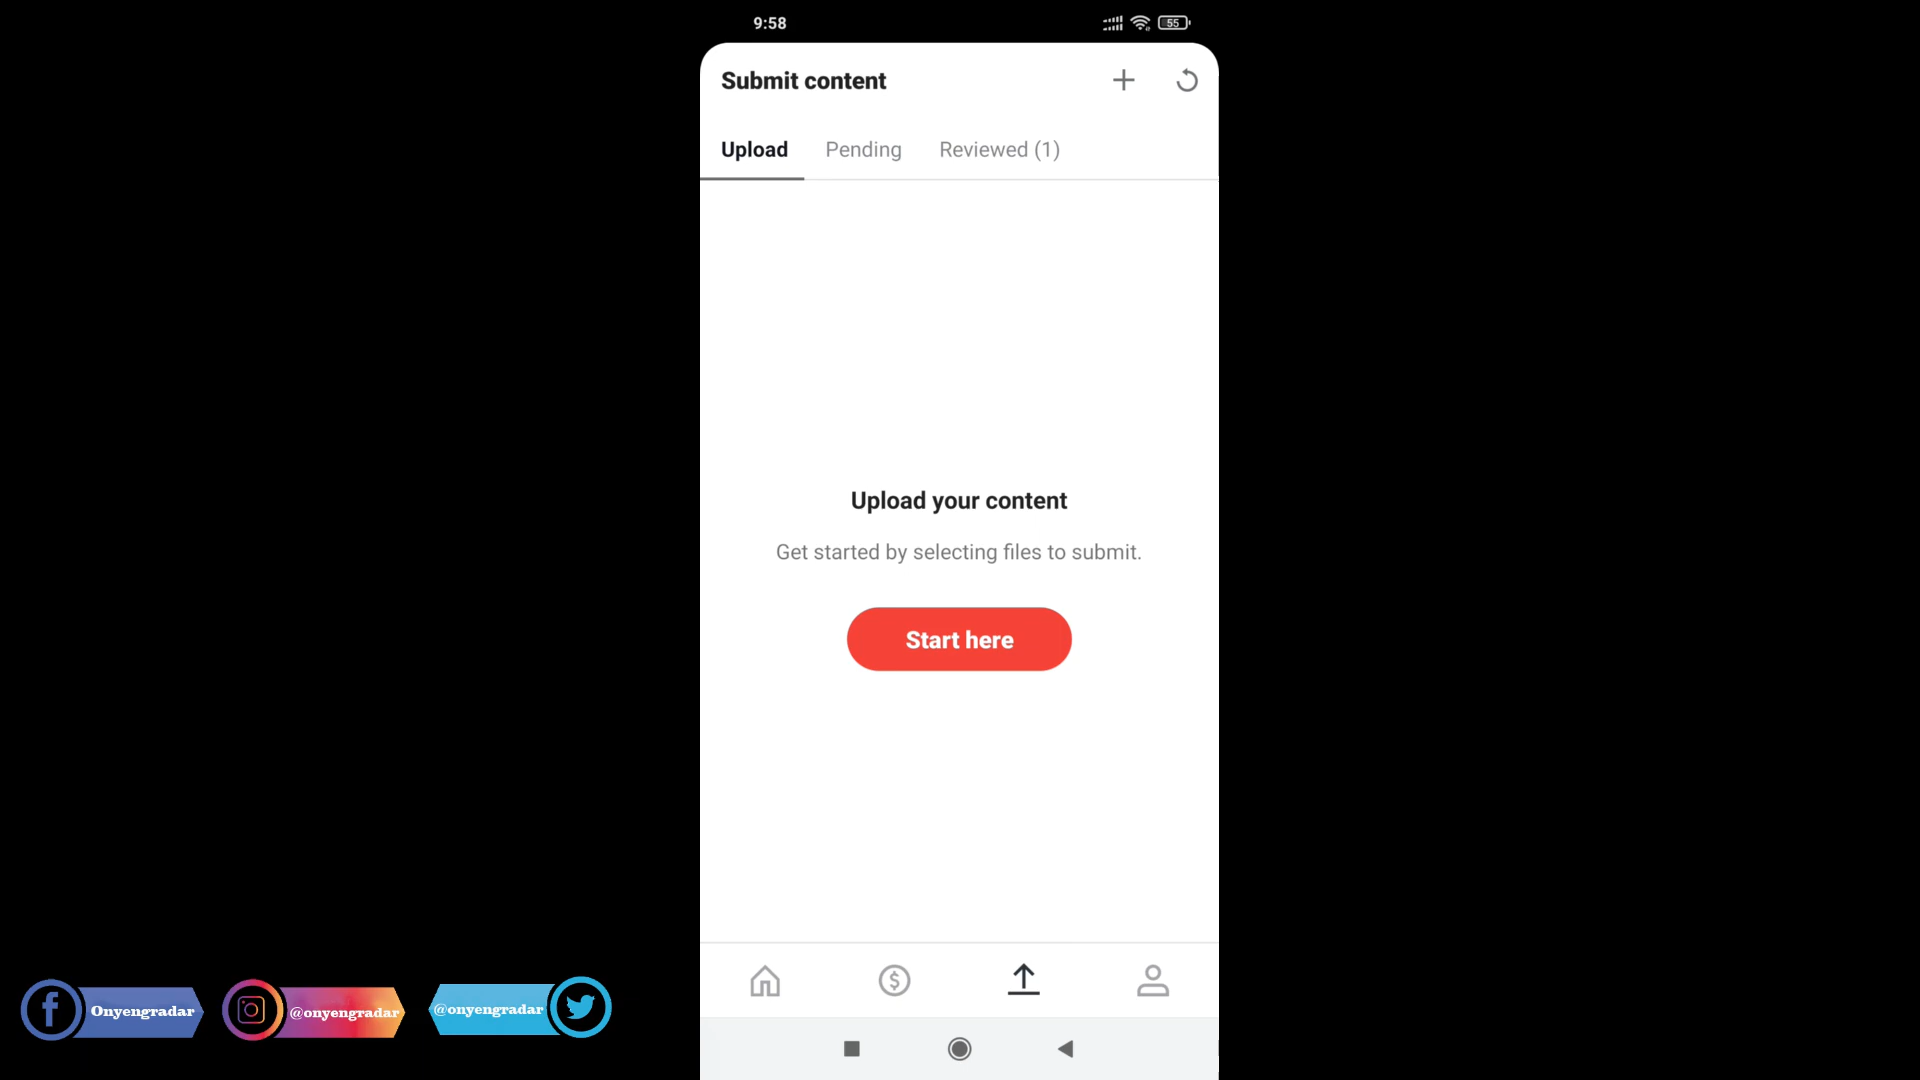 9:58
55
Submit content
Upload Pending Reviewed (1)
Upload your content
Get started by selecting files to submit.
Start here
Onyengradar @onyengradar @onyengradar